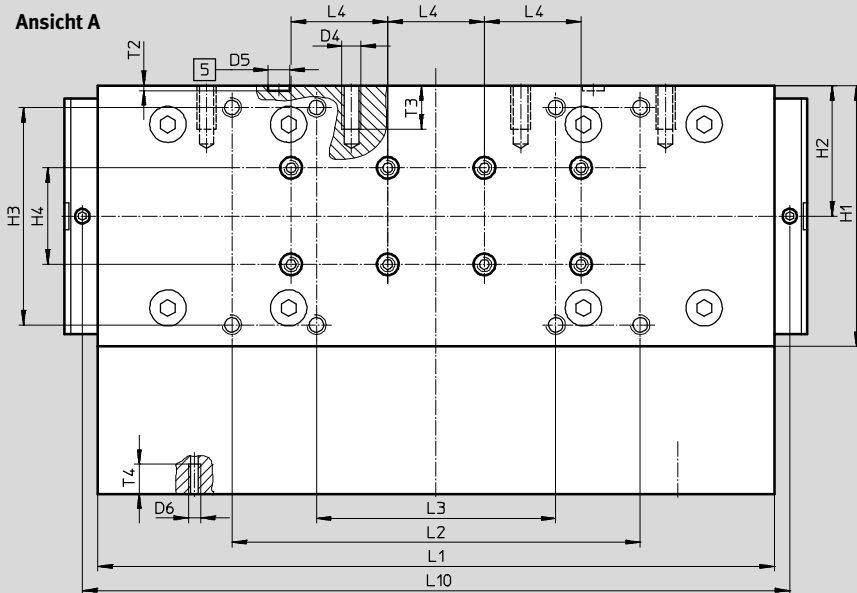 Ansicht A
L4 L4 L4
T2 5 D5 D4
T3
H2
H1
H3
H4
T4
D6
L3
L2
L1
L10